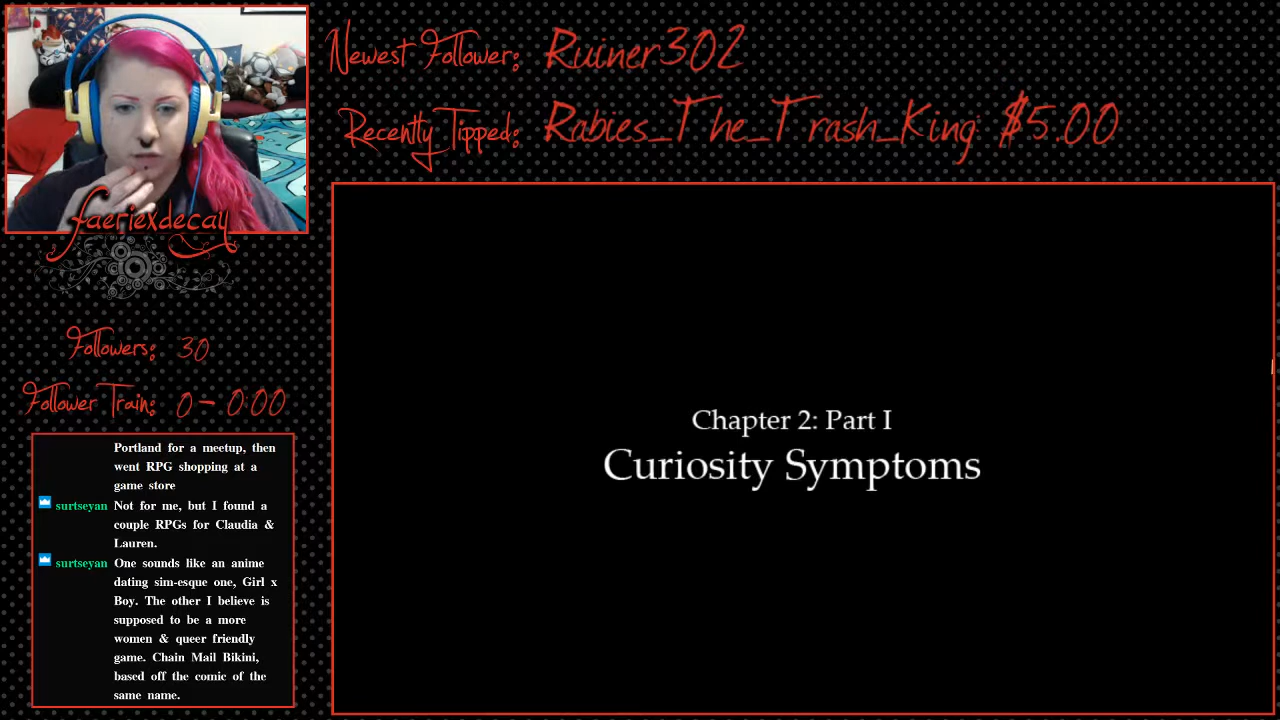 Newest Follower: Ruiner302
Recently Tipped: Rabies_The_Trash_King $5.00
faeriexdecay
Followers: 30
Follower Train: 0 - 0:00
Portland for a meetup, then
went RPG shopping at a
game store
surtseyan Not for me, but I found a
couple RPGs for Claudia &
Lauren.
surtseyan One sounds like an anime
dating sim-esque one, Girl x
Boy. The other I believe is
supposed to be a more
women & queer friendly
game. Chain Mail Bikini,
based off the comic of the
same name.
Chapter 2: Part I
Curiosity Symptoms